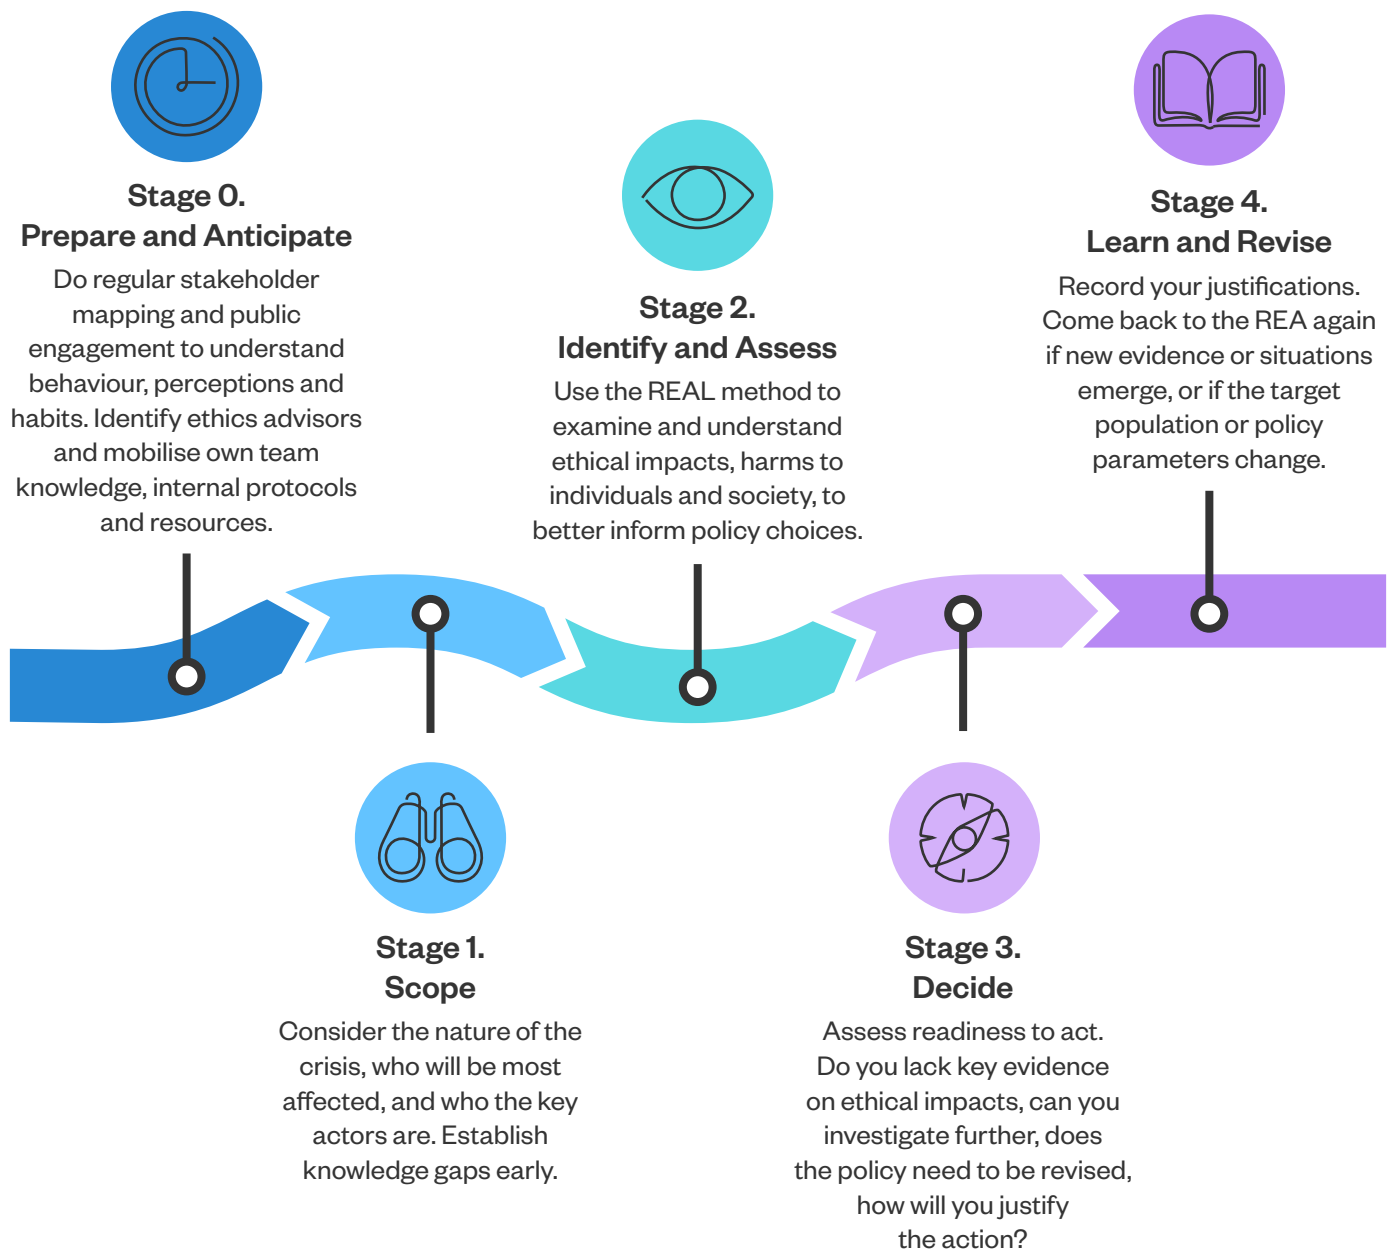 Stage 0.
Prepare and Anticipate
Do regular stakeholder
mapping and public
engagement to understand
behaviour, perceptions and
habits. Identify ethics advisors
and mobilise own team
knowledge, internal protocols
and resources.
Stage 1.
Scope
Consider the nature of the
crisis, who will be most
affected, and who the key
actors are. Establish
knowledge gaps early.
Stage 2.
Identify and Assess
Use the REAL method to
examine and understand
ethical impacts, harms to
individuals and society, to
better inform policy choices.
Stage 3.
Decide
Assess readiness to act.
Do you lack key evidence
on ethical impacts, can you
investigate further, does
the policy need to be revised,
how will you justify
the action?
Stage 4.
Learn and Revise
Record your justifications.
Come back to the REA again
if new evidence or situations
emerge, or if the target
population or policy
parameters change.